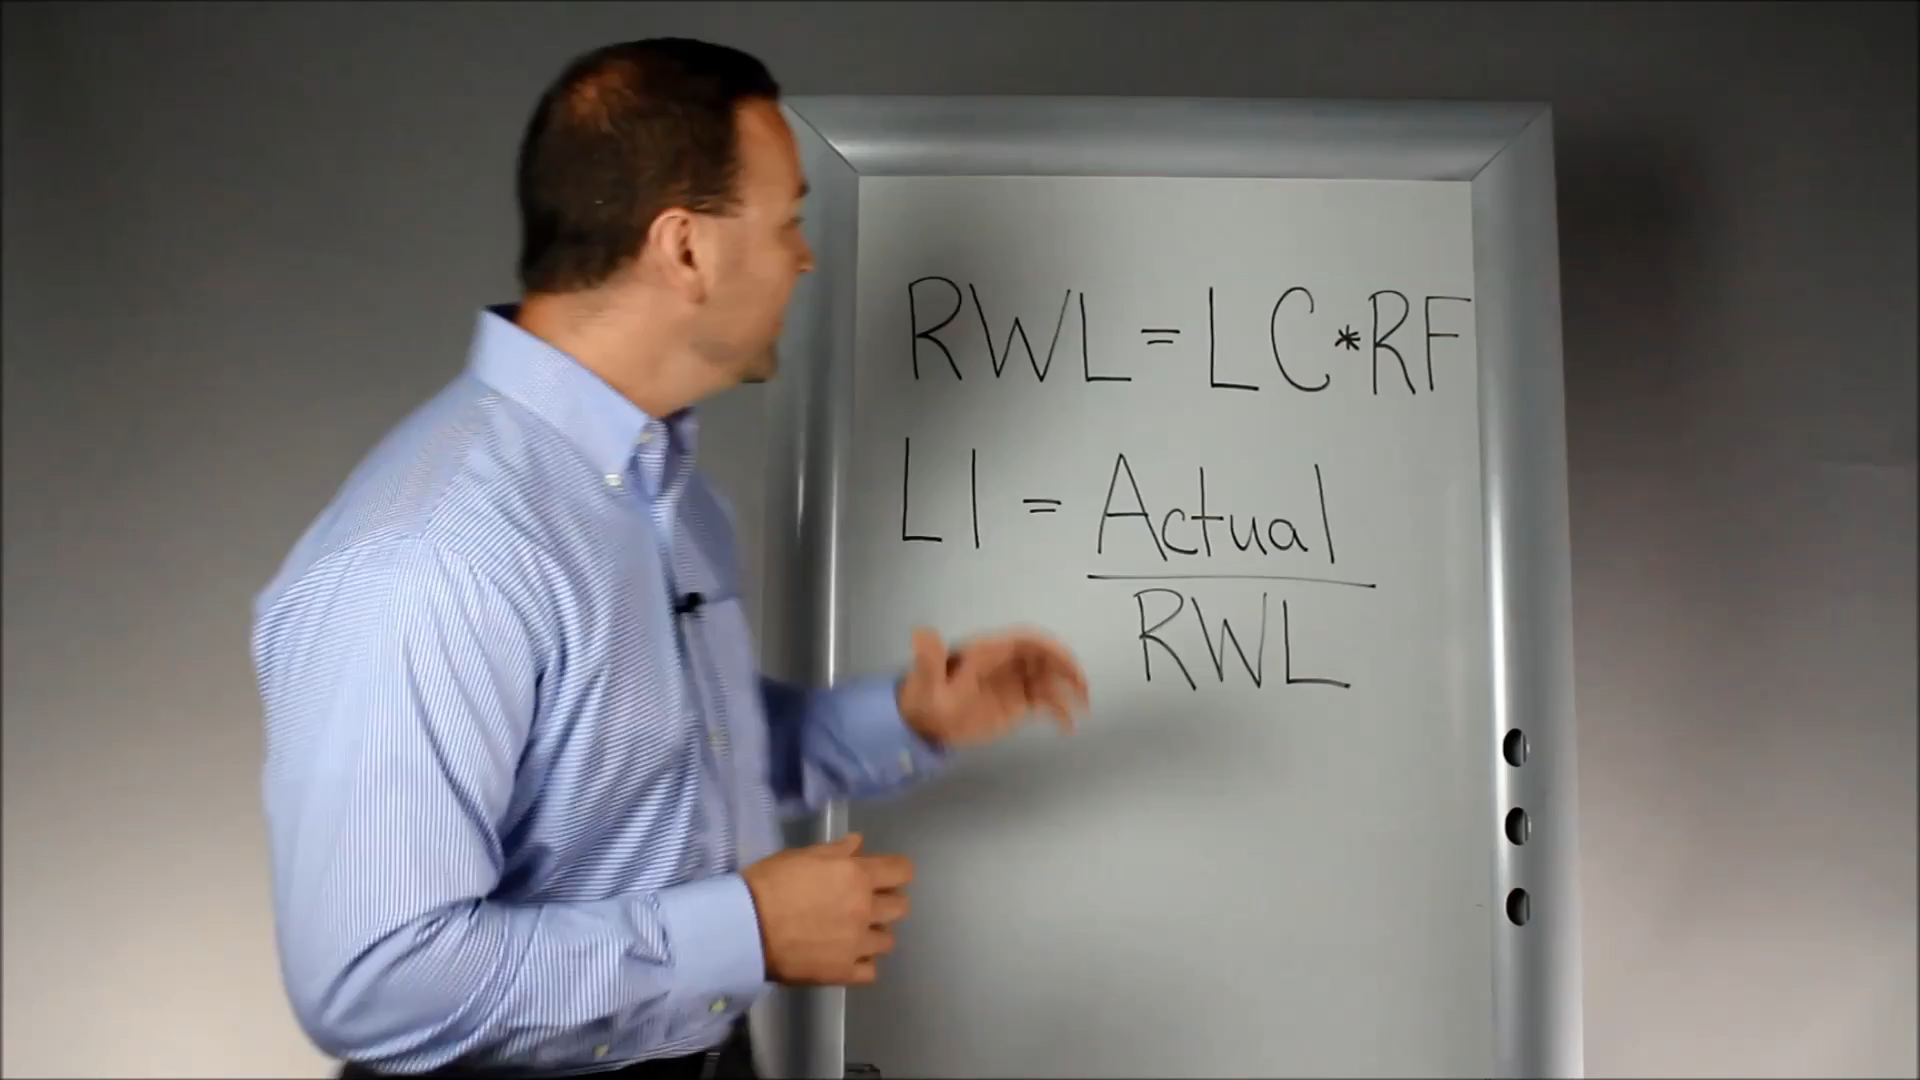 RWL = LC * RF
LI = Actual
RWL